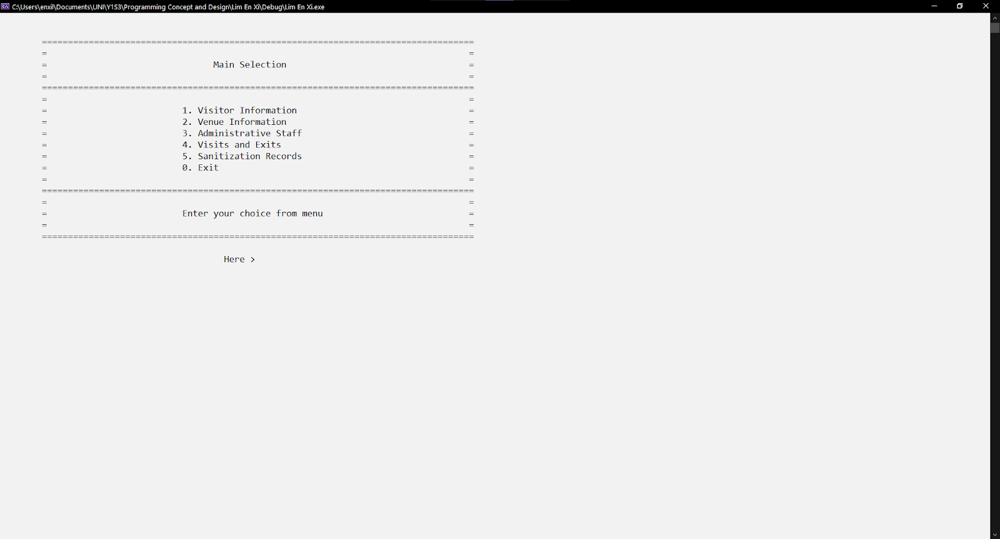 C:\Users\enxil\Documents\UNI\Y1S3\Programming Concept and Design\Lim En Xi\Debug\Lim En Xi.exe
===================================================================================
=                                                                                 =
=                                Main Selection                                   =
=                                                                                 =
===================================================================================
=                                                                                 =
=                          1. Visitor Information                                 =
=                          2. Venue Information                                   =
=                          3. Administrative Staff                                =
=                          4. Visits and Exits                                    =
=                          5. Sanitization Records                                =
=                          0. Exit                                                =
=                                                                                 =
===================================================================================
=                                                                                 =
=                          Enter your choice from menu                            =
=                                                                                 =
===================================================================================
Here >